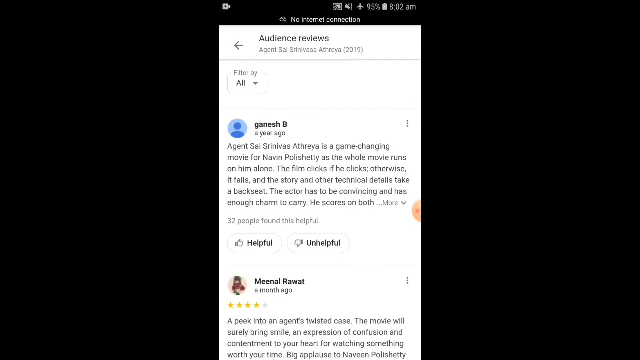 95% 8:02 am
No internet connection
Audience reviews
Agent Sai Srinivasa Athreya (2019)
Filter by
All
ganesh B
a year ago
Agent Sai Srinivas Athreya is a game-changing
movie for Navin Polishetty as the whole movie runs
on him alone. The film clicks if he clicks; otherwise,
it falls, and the story and other technical details take
a backseat. The actor has to be convincing and has
enough charm to carry. He scores on both ...More
32 people found this helpful.
Helpful Unhelpful
Meenal Rawat
a month ago
A peek into an agent's twisted case. The movie will
surely bring smile, an expression of confusion and
contentment to your heart for watching something
worth your time. Big applause to Naveen Polishetty